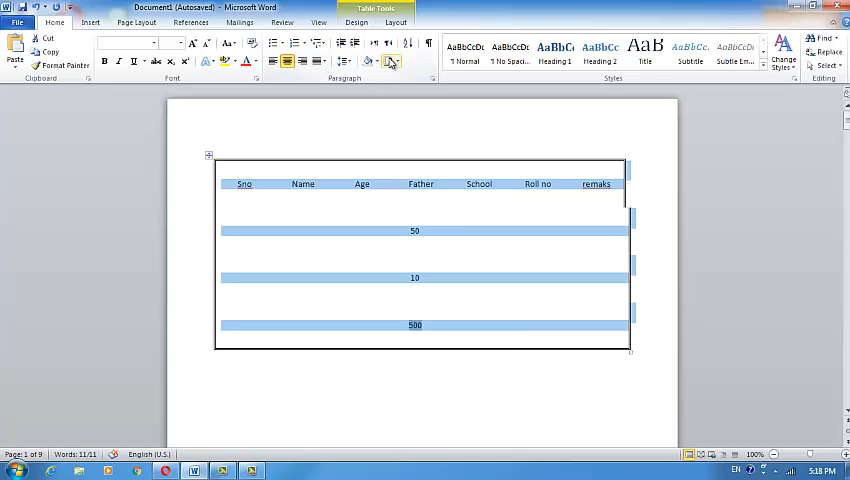 Document1 (Autosaved) - Microsoft Word
Table Tools
File Home Insert Page Layout References Mailings Review View Design Layout
Cut
Copy
Format Painter
Paste
Clipboard
Font
Paragraph
AaBbCcDc AaBbCcDc AaBbC AaBbCc AaB AaBbCc. AaBbCcDc
¶ Normal ¶ No Spaci... Heading 1 Heading 2 Title Subtitle Subtle Em...
Styles
Change
Styles
Find
Replace
Select
Editing
Sno Name Age Father School Roll no remaks
50
10
500
Page: 1 of 9 Words: 11/11 English (U.S.) 100%
EN 5:18 PM